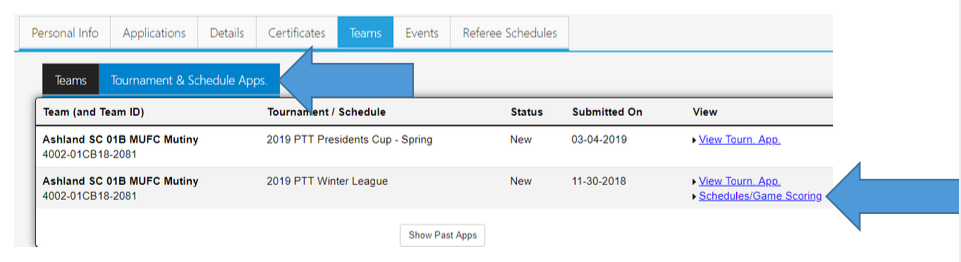 Personal Info Applications Details Certificates Teams Events Referee Schedules
Teams Tournament & Schedule Apps.
Team (and Team ID) Tournament / Schedule Status Submitted On View
Ashland SC 01B MUFC Mutiny 2019 PTT Presidents Cup - Spring New 03-04-2019 View Tourn. App.
4002-01CB18-2081
Ashland SC 01B MUFC Mutiny 2019 PTT Winter League New 11-30-2018 View Tourn. App.
4002-01CB18-2081 Schedules/Game Scoring
Show Past Apps